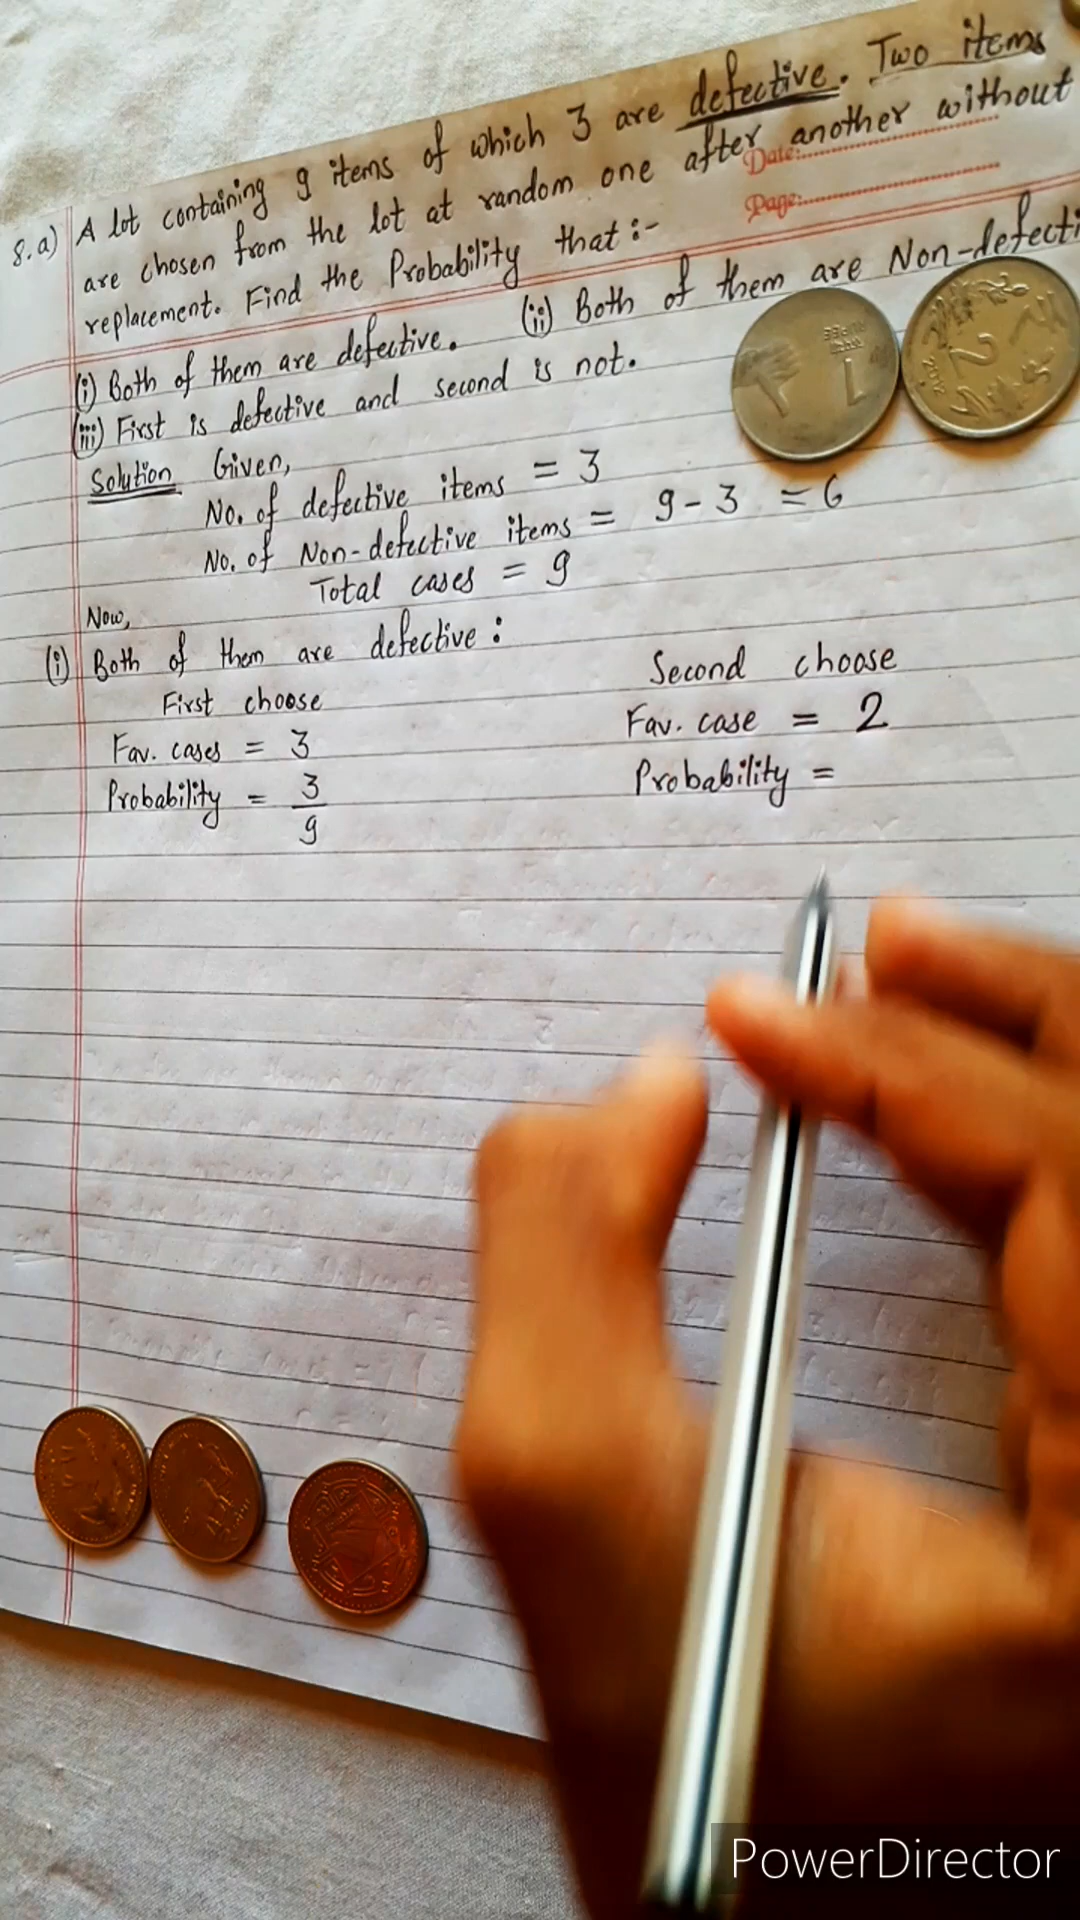 8.a) A lot containing 9 items of which 3 are defective. Two items
are chosen from the lot at random one after another without
replacement. Find the Probability that :-
Date:
Page:
(i) Both of them are defective. (ii) Both of them are Non-defecti
(iii) First is defective and second is not.
Solution Given,
No. of defective items = 3
No. of Non-defective items = 9 - 3 = 6
Total cases = 9
Now,
(i) Both of them are defective :
First choose Second choose
Fav. cases = 3 Fav. case = 2
Probability = 3/9 Probability =
1
2
2012
PowerDirector